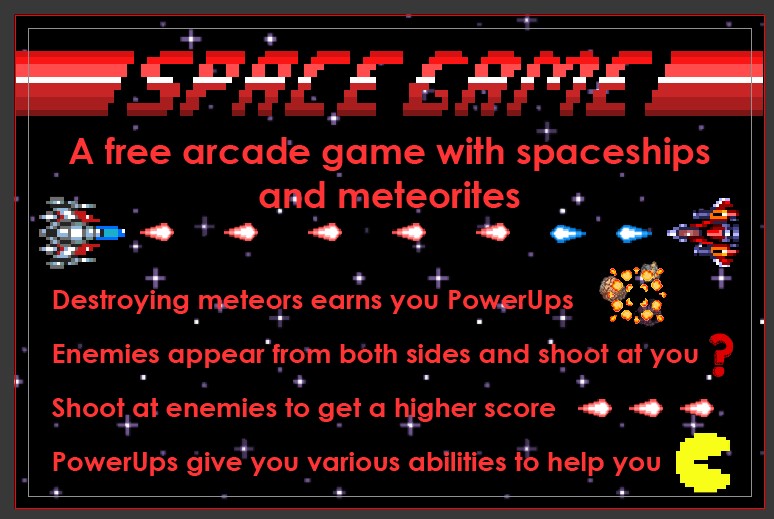 SPACE GAME
A free arcade game with spaceships
and meteorites
Destroying meteors earns you PowerUps
Enemies appear from both sides and shoot at you ?
Shoot at enemies to get a higher score
PowerUps give you various abilities to help you